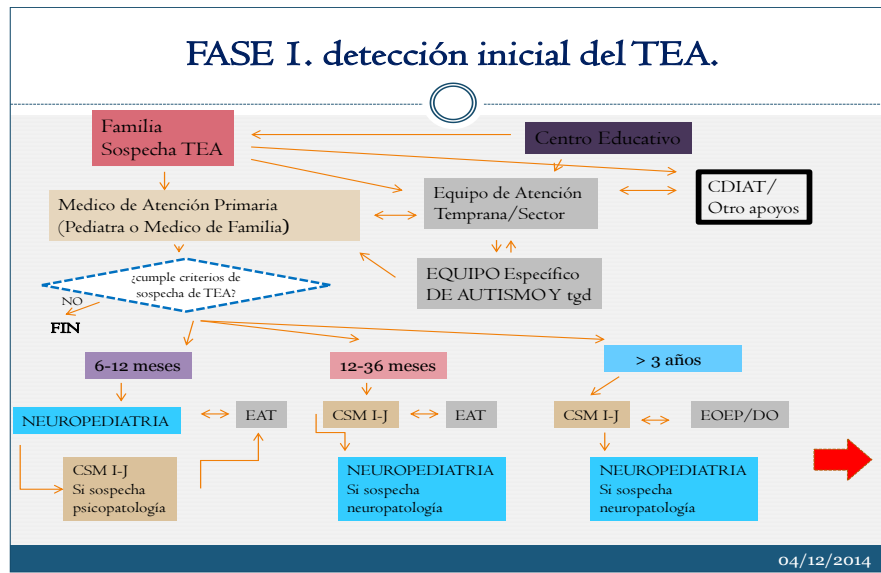 FASE I. detección inicial del TEA.
Familia
Sospecha TEA
Centro Educativo
Medico de Atención Primaria
(Pediatra o Medico de Familia)
Equipo de Atención
Temprana/Sector
CDIAT/
Otro apoyos
¿cumple criterios de
sospecha de TEA?
EQUIPO Específico
DE AUTISMO Y tgd
NO
FIN
6-12 meses
12-36 meses
> 3 años
NEUROPEDIATRIA
EAT
CSM I-J
EAT
CSM I-J
EOEP/DO
CSM I-J
Si sospecha
psicopatología
NEUROPEDIATRIA
Si sospecha
neuropatología
NEUROPEDIATRIA
Si sospecha
neuropatología
04/12/2014